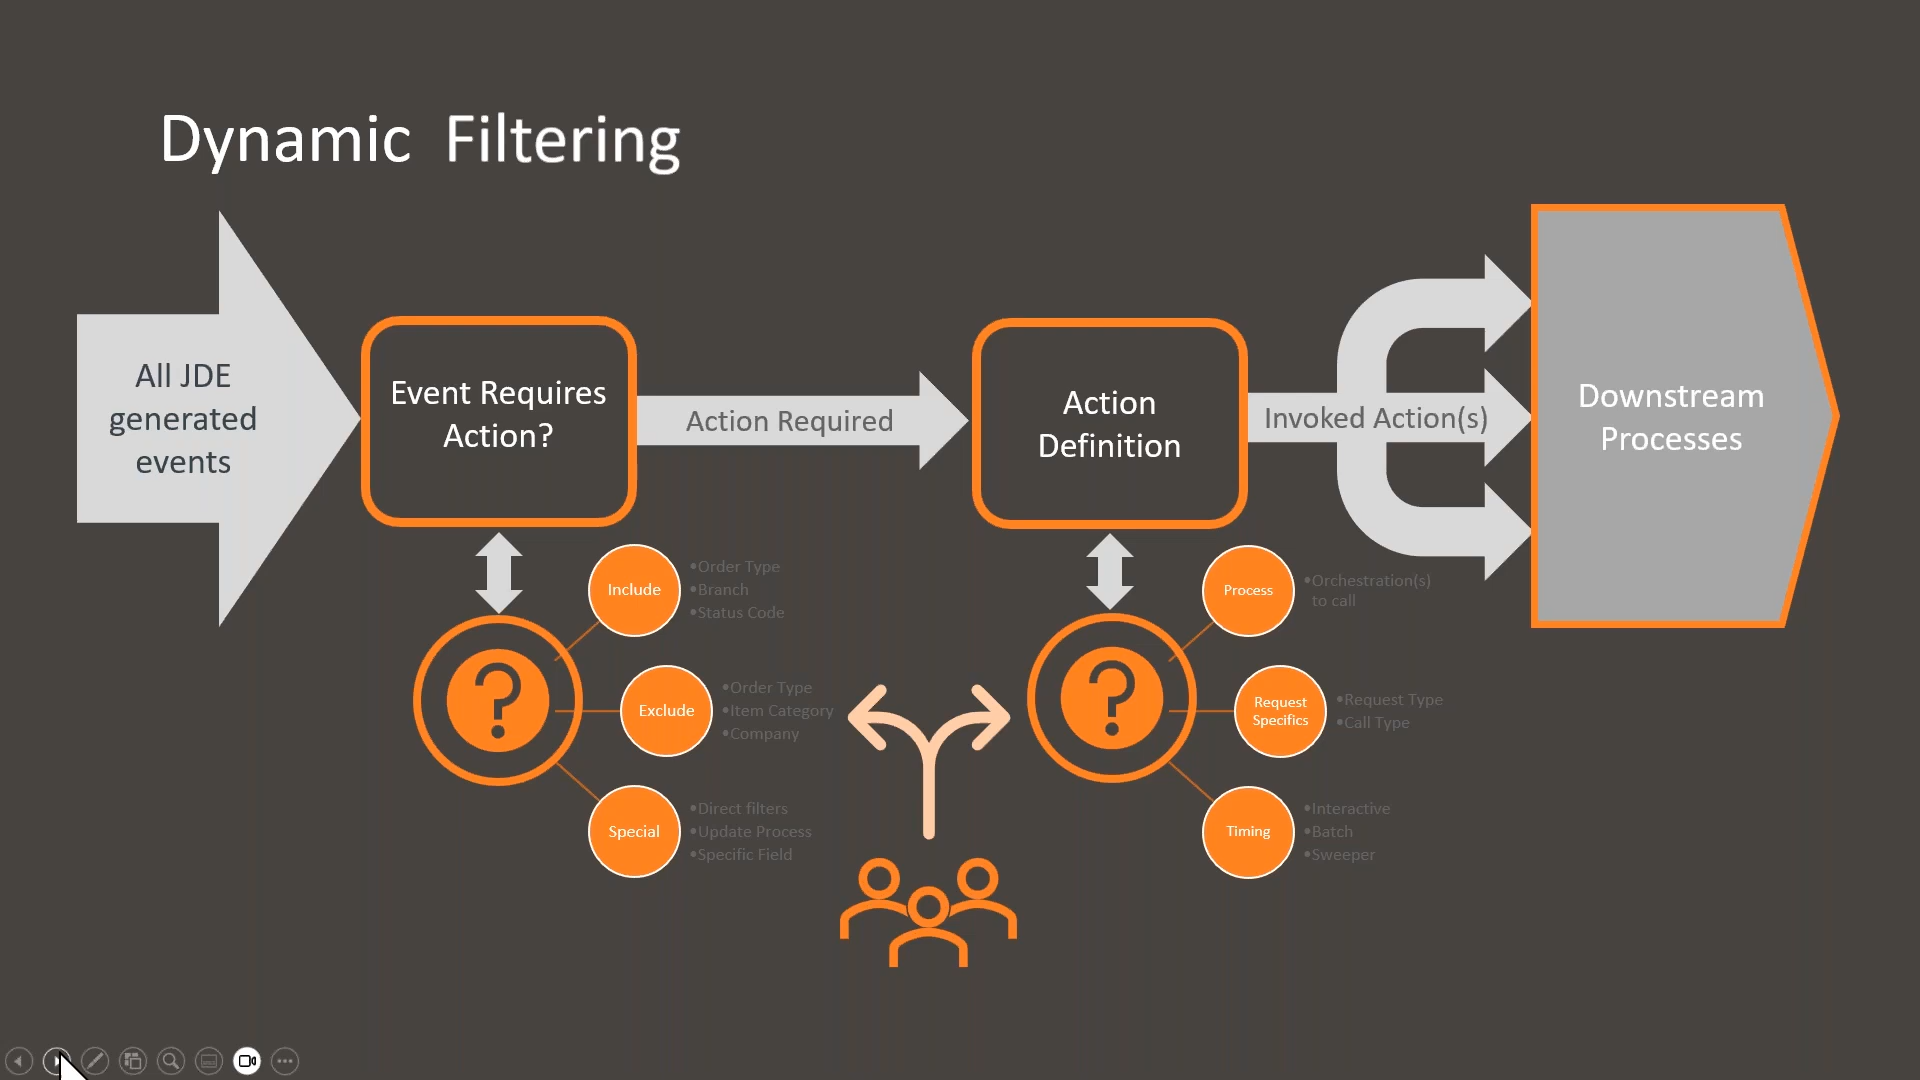 Dynamic Filtering
All JDE
generated
events
Event Requires
Action?
Action Required
Action
Definition
Invoked Action(s)
Downstream
Processes
Include
•Order Type
•Branch
•Status Code
Exclude
•Order Type
•Item Category
•Company
Special
•Direct filters
•Update Process
•Specific Field
Process
•Orchestration(s)
to call
Request
Specifics
•Request Type
•Call Type
Timing
•Interactive
•Batch
•Sweeper